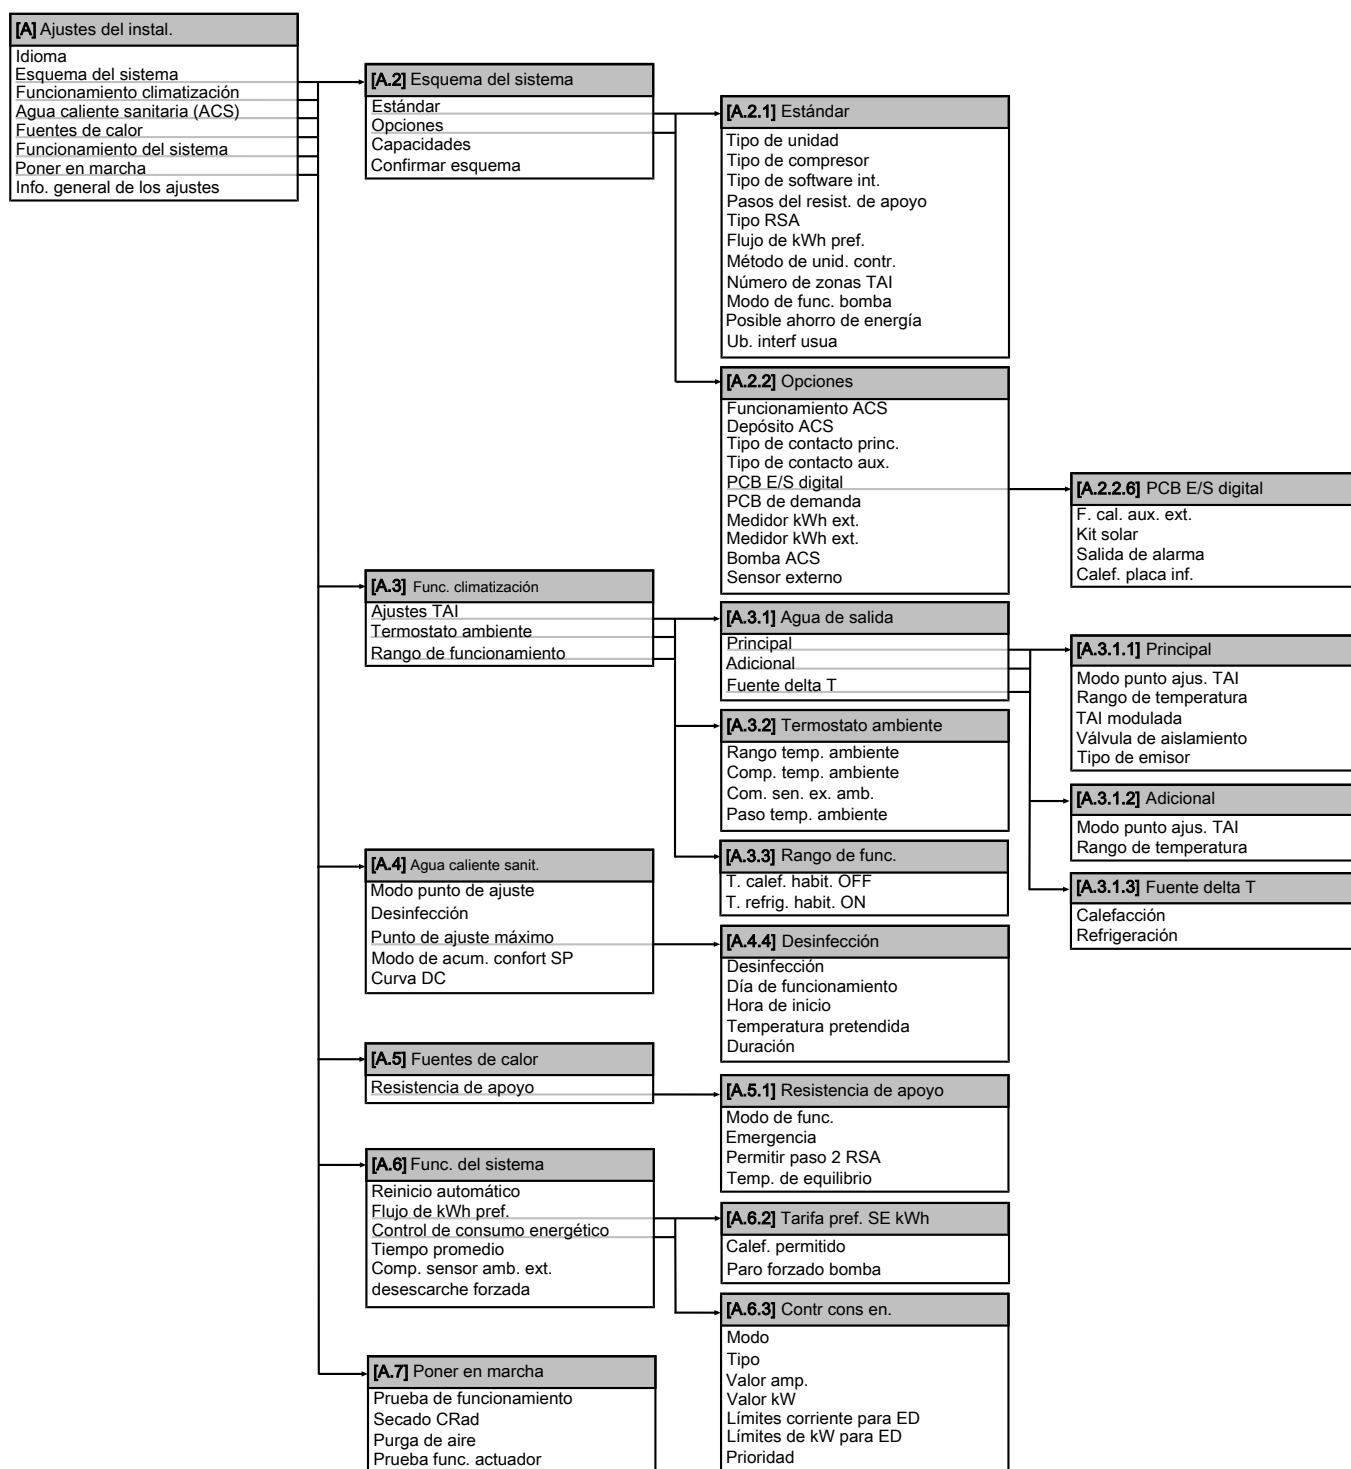 [A] Ajustes del instal.
Idioma
Esquema del sistema
Funcionamiento climatización
Agua caliente sanitaria (ACS)
Fuentes de calor
Funcionamiento del sistema
Poner en marcha
Info. general de los ajustes
[A.2] Esquema del sistema
Estándar
Opciones
Capacidades
Confirmar esquema
[A.2.1] Estándar
Tipo de unidad
Tipo de compresor
Tipo de software int.
Pasos del resist. de apoyo
Tipo RSA
Flujo de kWh pref.
Método de unid. contr.
Número de zonas TAI
Modo de func. bomba
Posible ahorro de energía
Ub. interf usua
[A.2.2] Opciones
Funcionamiento ACS
Depósito ACS
Tipo de contacto princ.
Tipo de contacto aux.
PCB E/S digital
PCB de demanda
Medidor kWh ext.
Medidor kWh ext.
Bomba ACS
Sensor externo
[A.2.2.6] PCB E/S digital
F. cal. aux. ext.
Kit solar
Salida de alarma
Calef. placa inf.
[A.3] Func. climatización
Ajustes TAI
Termostato ambiente
Rango de funcionamiento
[A.3.1] Agua de salida
Principal
Adicional
Fuente delta T
[A.3.1.1] Principal
Modo punto ajus. TAI
Rango de temperatura
TAI modulada
Válvula de aislamiento
Tipo de emisor
[A.3.1.2] Adicional
Modo punto ajus. TAI
Rango de temperatura
[A.3.1.3] Fuente delta T
Calefacción
Refrigeración
[A.3.2] Termostato ambiente
Rango temp. ambiente
Comp. temp. ambiente
Com. sen. ex. amb.
Paso temp. ambiente
[A.3.3] Rango de func.
T. calef. habit. OFF
T. refrig. habit. ON
[A.4] Agua caliente sanit.
Modo punto de ajuste
Desinfección
Punto de ajuste máximo
Modo de acum. confort SP
Curva DC
[A.4.4] Desinfección
Desinfección
Día de funcionamiento
Hora de inicio
Temperatura pretendida
Duración
[A.5] Fuentes de calor
Resistencia de apoyo
[A.5.1] Resistencia de apoyo
Modo de func.
Emergencia
Permitir paso 2 RSA
Temp. de equilibrio
[A.6] Func. del sistema
Reinicio automático
Flujo de kWh pref.
Control de consumo energético
Tiempo promedio
Comp. sensor amb. ext.
desescarche forzada
[A.6.2] Tarifa pref. SE kWh
Calef. permitido
Paro forzado bomba
[A.6.3] Contr cons en.
Modo
Tipo
Valor amp.
Valor kW
Límites corriente para ED
Límites de kW para ED
Prioridad
[A.7] Poner en marcha
Prueba de funcionamiento
Secado CRad
Purga de aire
Prueba func. actuador